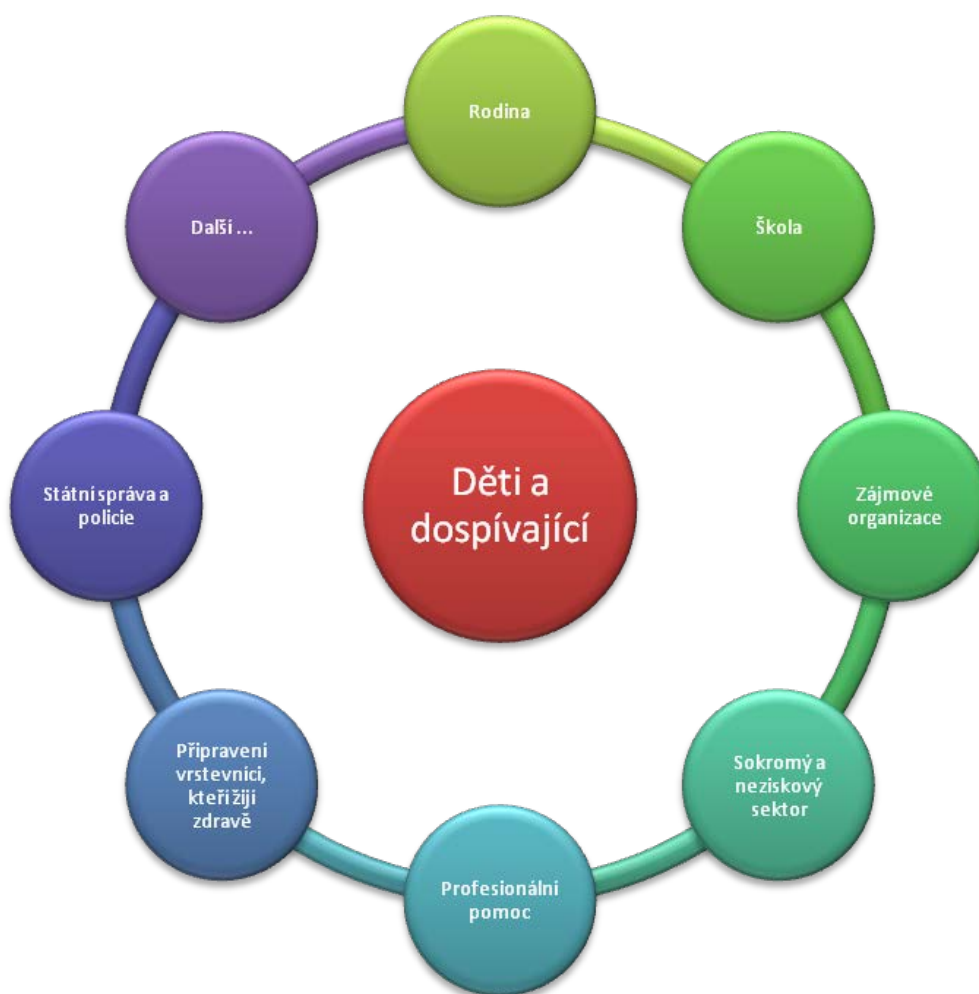 Rodina
Škola
Zájmové
organizace
Sokromý a
neziskový
sektor
Profesionální
pomoc
Připravení
vrstevníci,
kteří žijí
zdravě
Státní správa a
policie
Další ...
Děti a
dospívající